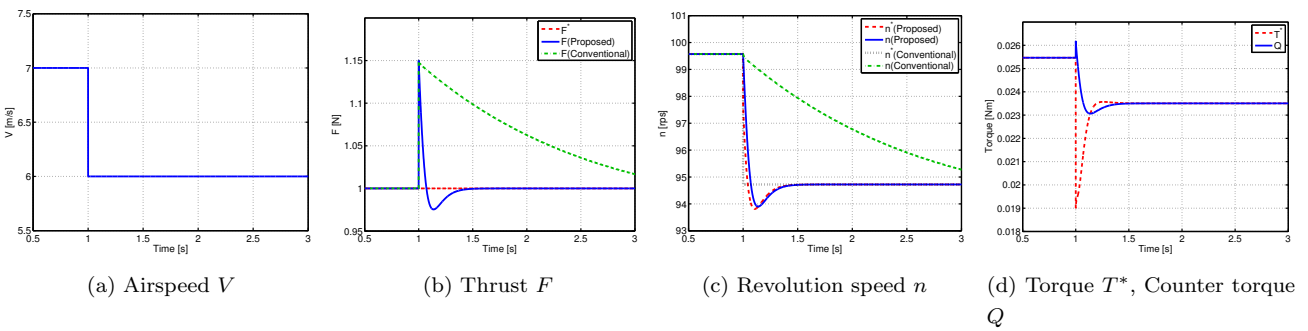 7.5
7
6.5
6
5.5
V [m/s]
0.5 1 1.5 2 2.5 3
Time [s]
(a) Airspeed V
1.15
1.1
1.05
1
0.95
F [N]
0.5 1 1.5 2 2.5 3
Time [s]
F*
F(Proposed)
F(Conventional)
(b) Thrust F
101
100
99
98
97
96
95
94
93
n [rps]
0.5 1 1.5 2 2.5 3
Time [s]
n*(Proposed)
n(Proposed)
n*(Conventional)
n(Conventional)
(c) Revolution speed n
0.026
0.025
0.024
0.023
0.022
0.021
0.02
0.019
0.018
Torque [Nm]
0.5 1 1.5 2 2.5 3
Time [s]
T*
Q
(d) Torque T*, Counter torque
Q